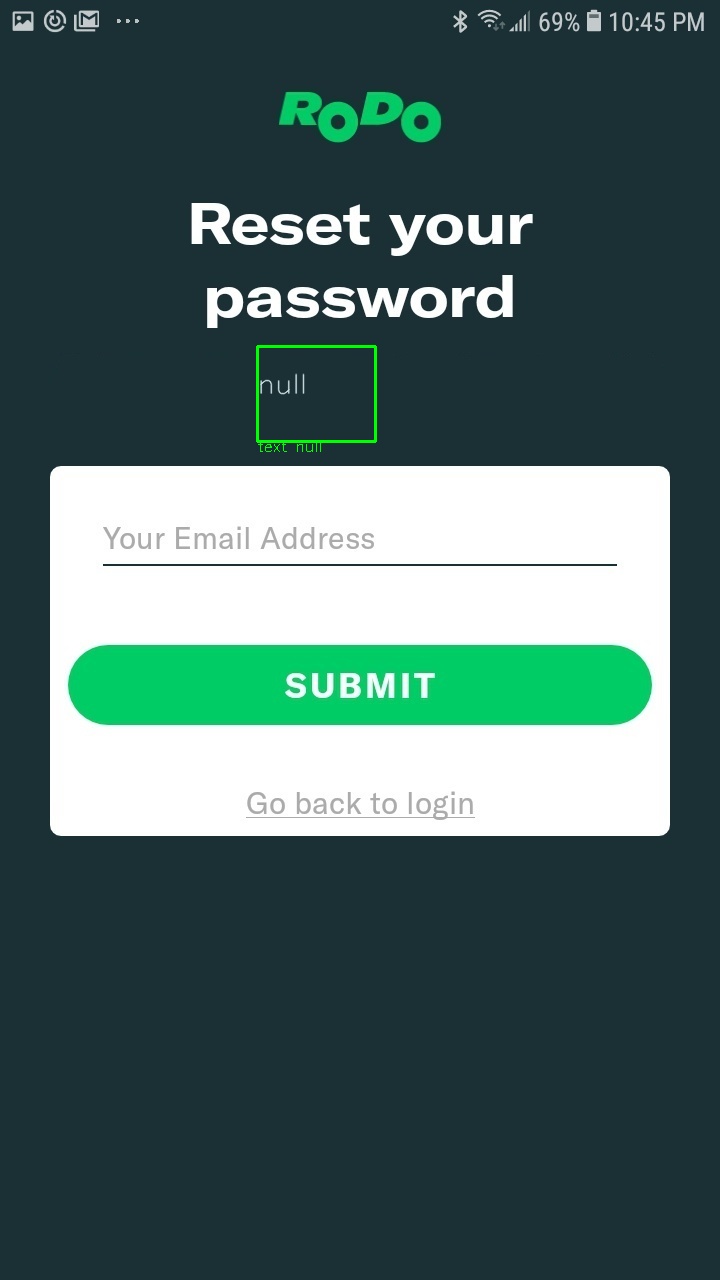 69% 10:45 PM
RoDo
Reset your
password
null
text null
Your Email Address
SUBMIT
Go back to login